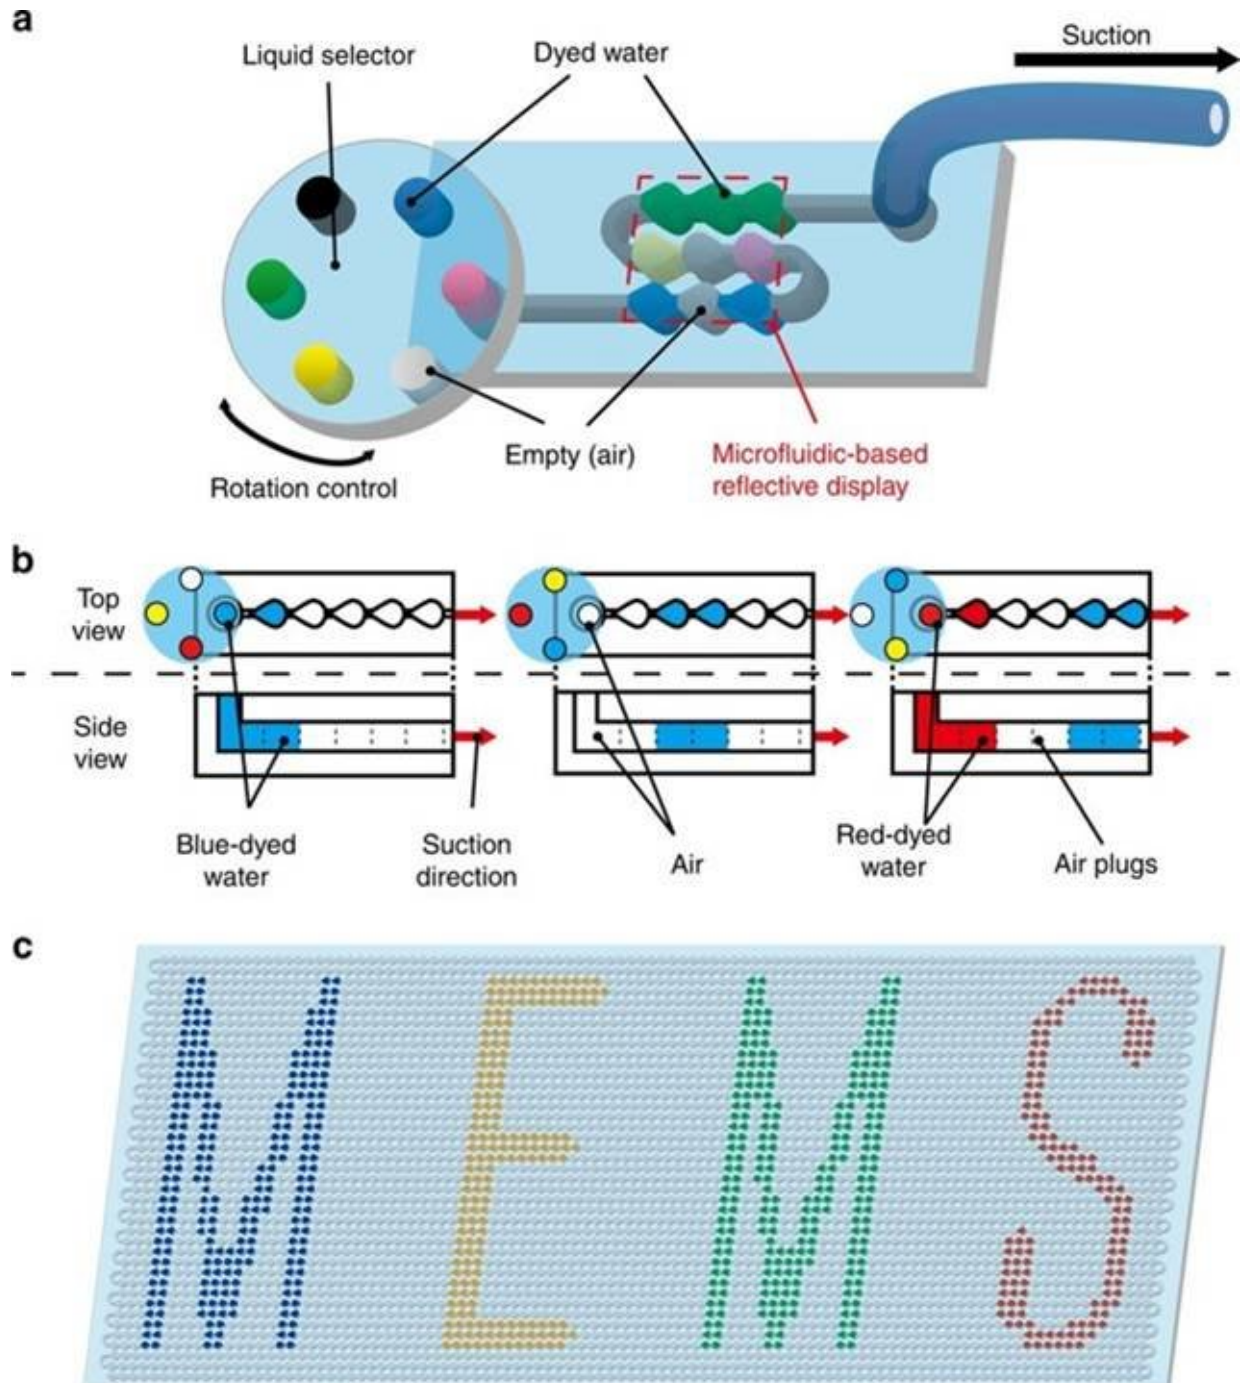 a
Suction
Liquid selector
Dyed water
Empty (air)
Microfluidic-based
reflective display
Rotation control
b
Top
view
Side
view
Blue-dyed
water
Suction
direction
Air
Red-dyed
water
Air plugs
c
MEMS